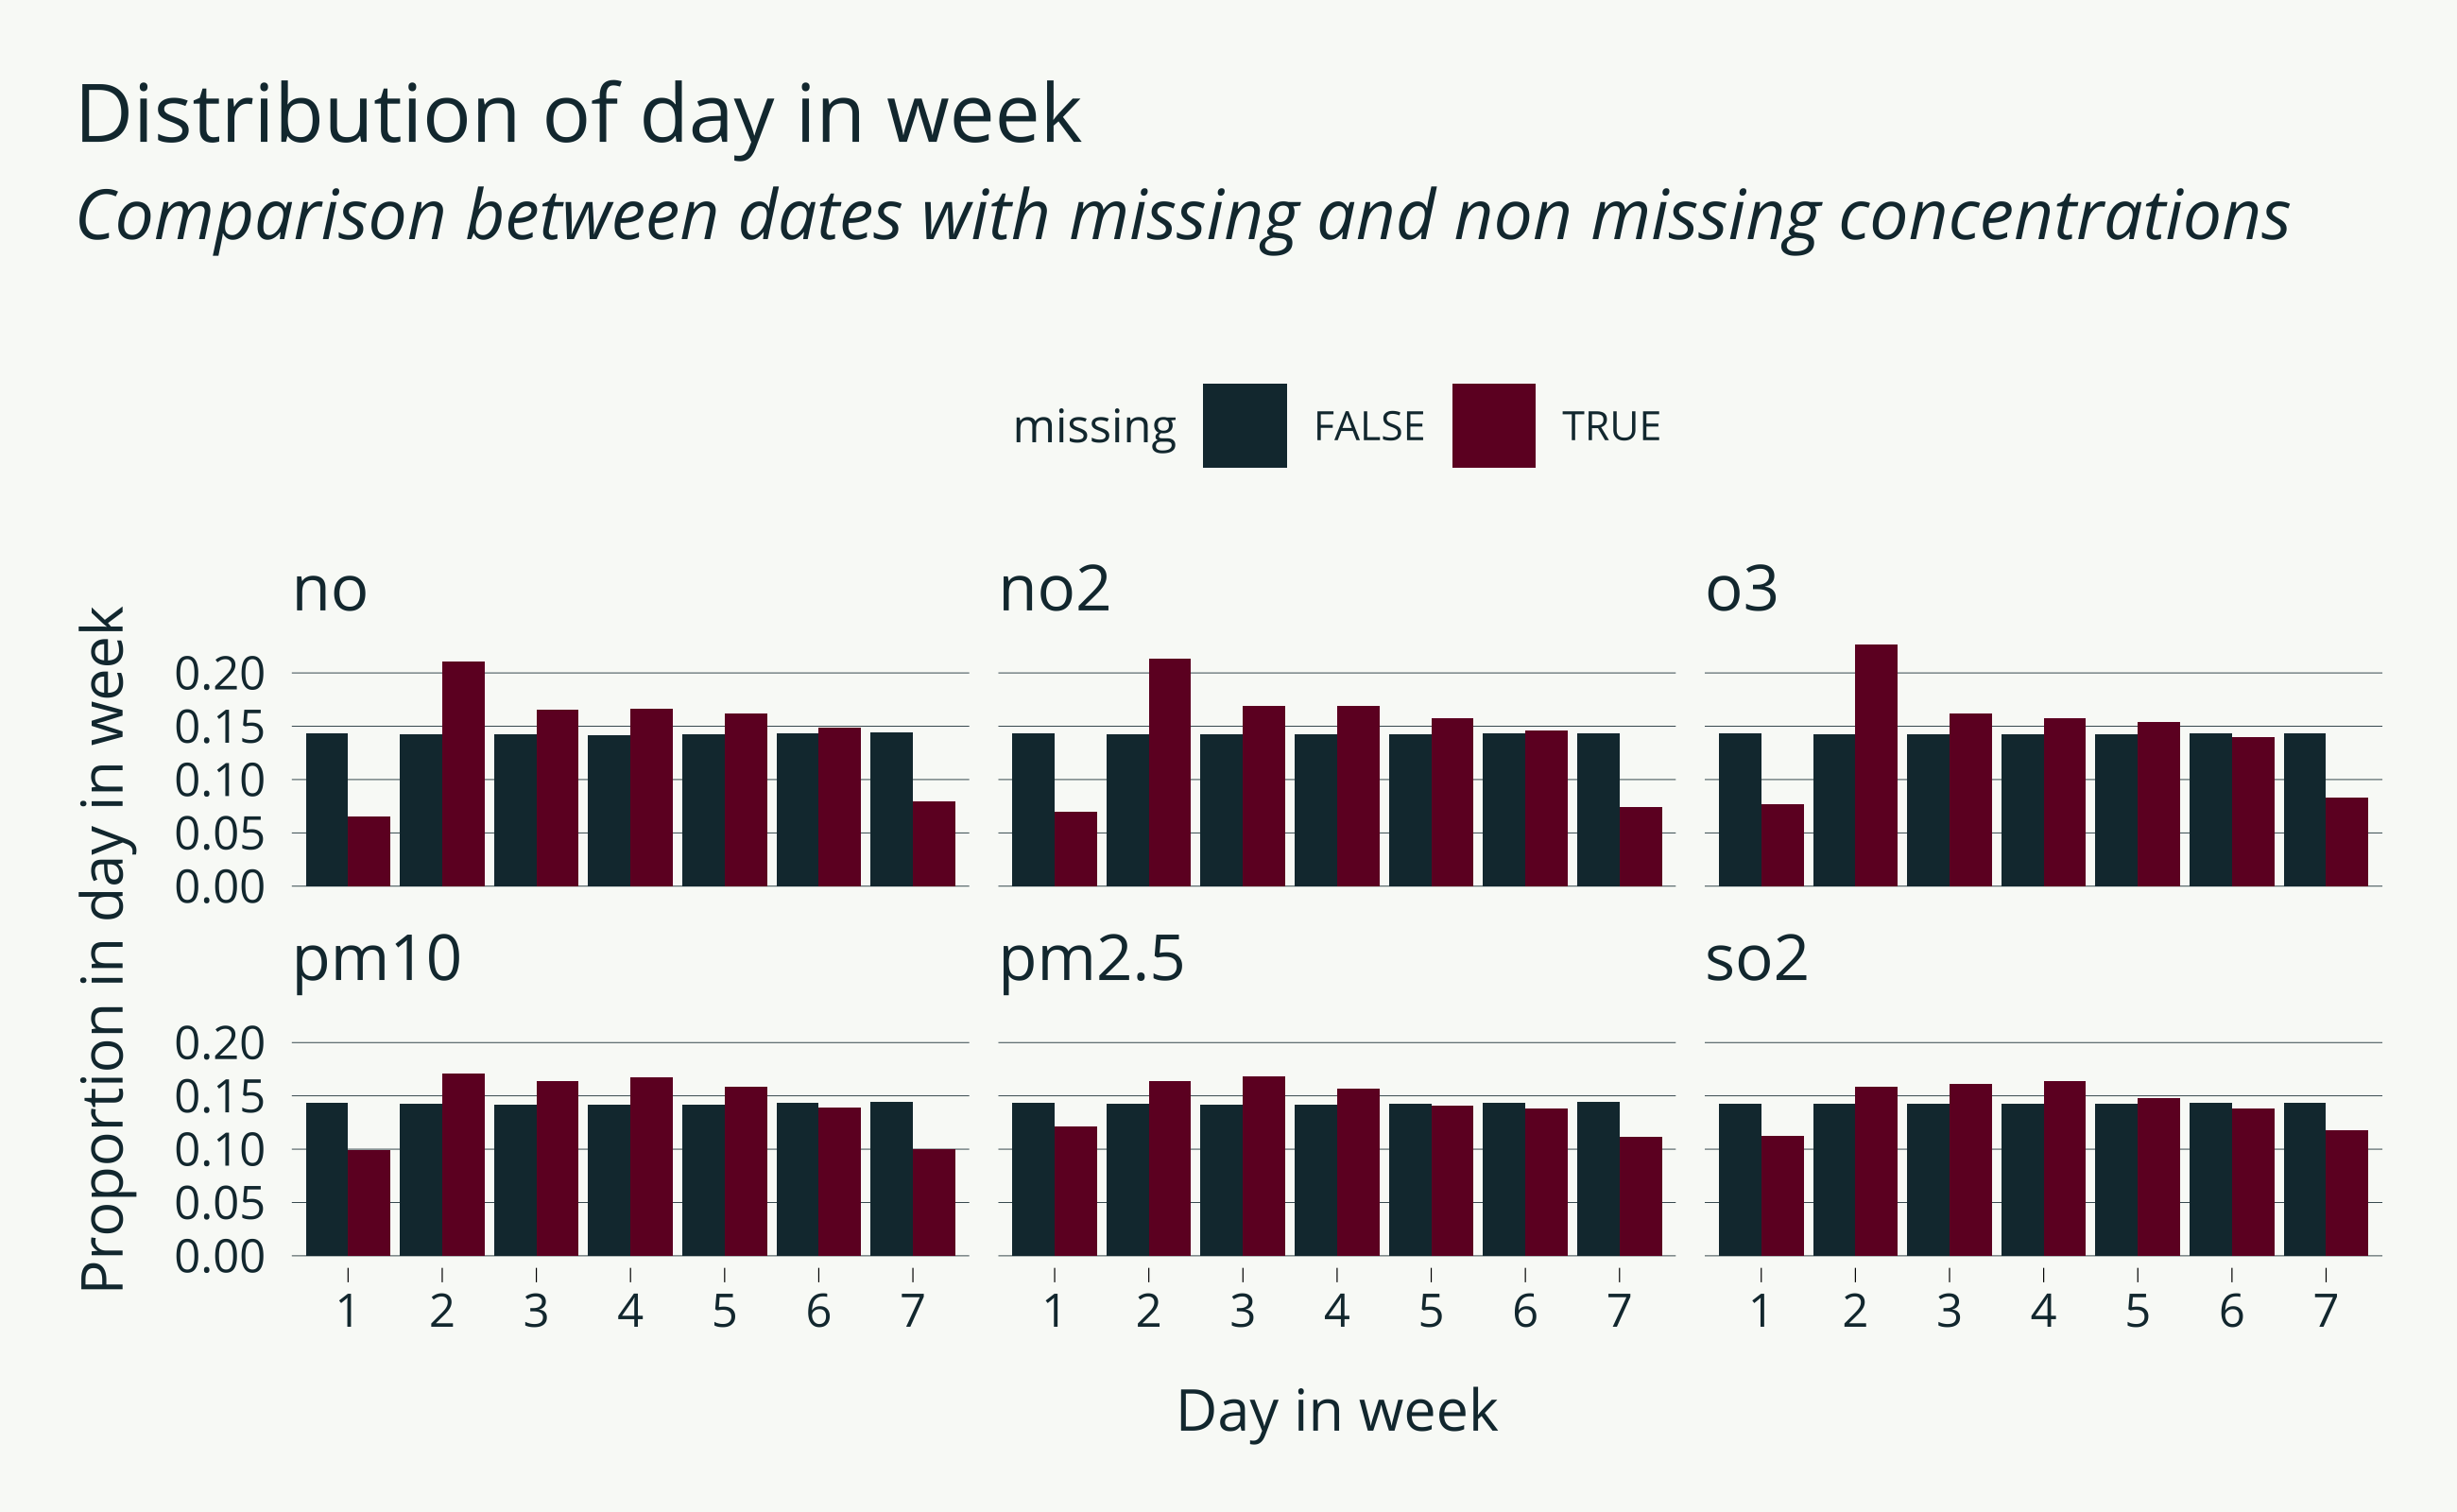 Distribution of day in week
Comparison between dates with missing and non missing concentrations
missing FALSE TRUE
Proportion in day in week
no no2 o3
0.20
0.15
0.10
0.05
0.00
pm10 pm2.5 so2
0.20
0.15
0.10
0.05
0.00
1 2 3 4 5 6 7 1 2 3 4 5 6 7 1 2 3 4 5 6 7
Day in week